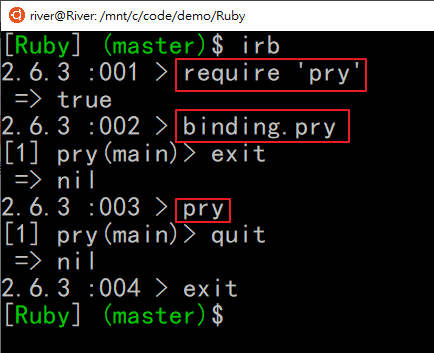 river@River: /mnt/c/code/demo/Ruby
[Ruby] (master)$ irb
2.6.3 :001 > require 'pry'
 => true
2.6.3 :002 > binding.pry
[1] pry(main)> exit
 => nil
2.6.3 :003 > pry
[1] pry(main)> quit
 => nil
2.6.3 :004 > exit
[Ruby] (master)$